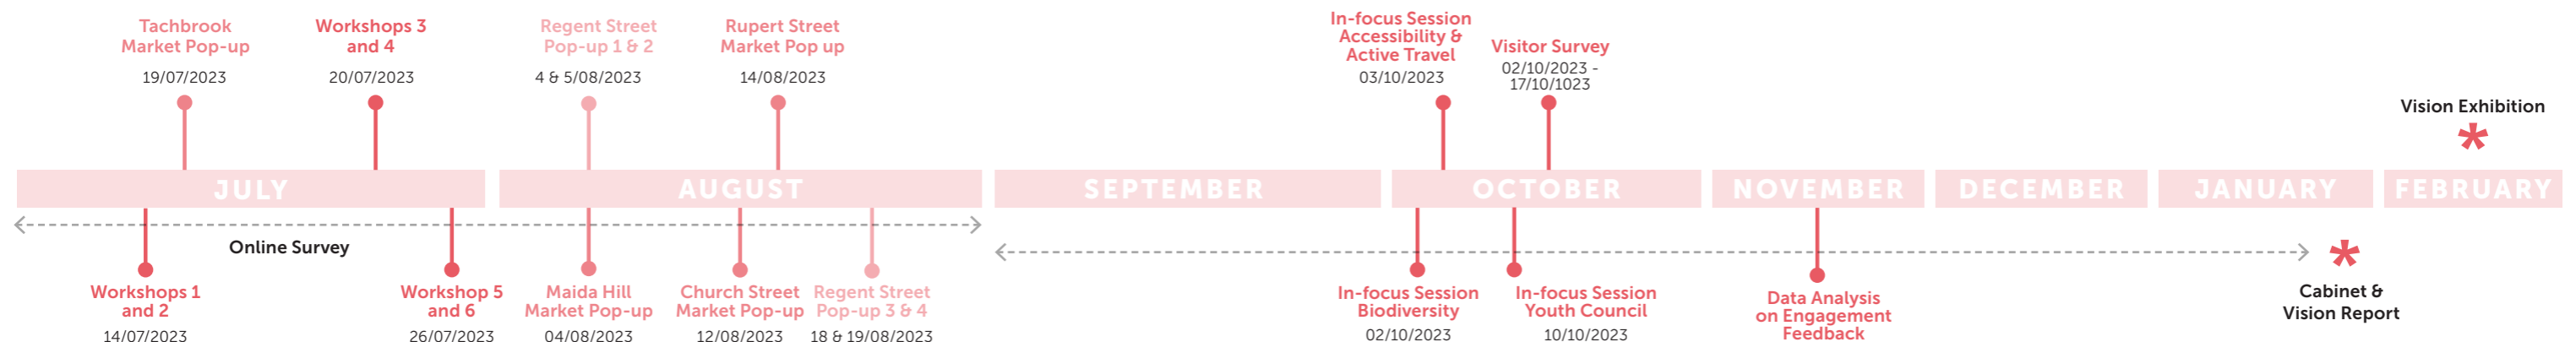 Tachbrook
Market Pop-up
19/07/2023
Workshops 3
and 4
20/07/2023
Regent Street
Pop-up 1 & 2
4 & 5/08/2023
Rupert Street
Market Pop up
14/08/2023
In-focus Session
Accessibility &
Active Travel
03/10/2023
Visitor Survey
02/10/2023 -
17/10/1023
Vision Exhibition
*
JULY
AUGUST
SEPTEMBER
OCTOBER
NOVEMBER
DECEMBER
JANUARY
FEBRUARY
Online Survey
Workshops 1
and 2
14/07/2023
Workshop 5
and 6
26/07/2023
Maida Hill
Market Pop-up
04/08/2023
Church Street
Market Pop-up
12/08/2023
Regent Street
Pop-up 3 & 4
18 & 19/08/2023
In-focus Session
Biodiversity
02/10/2023
In-focus Session
Youth Council
10/10/2023
Data Analysis
on Engagement
Feedback
*
Cabinet &
Vision Report